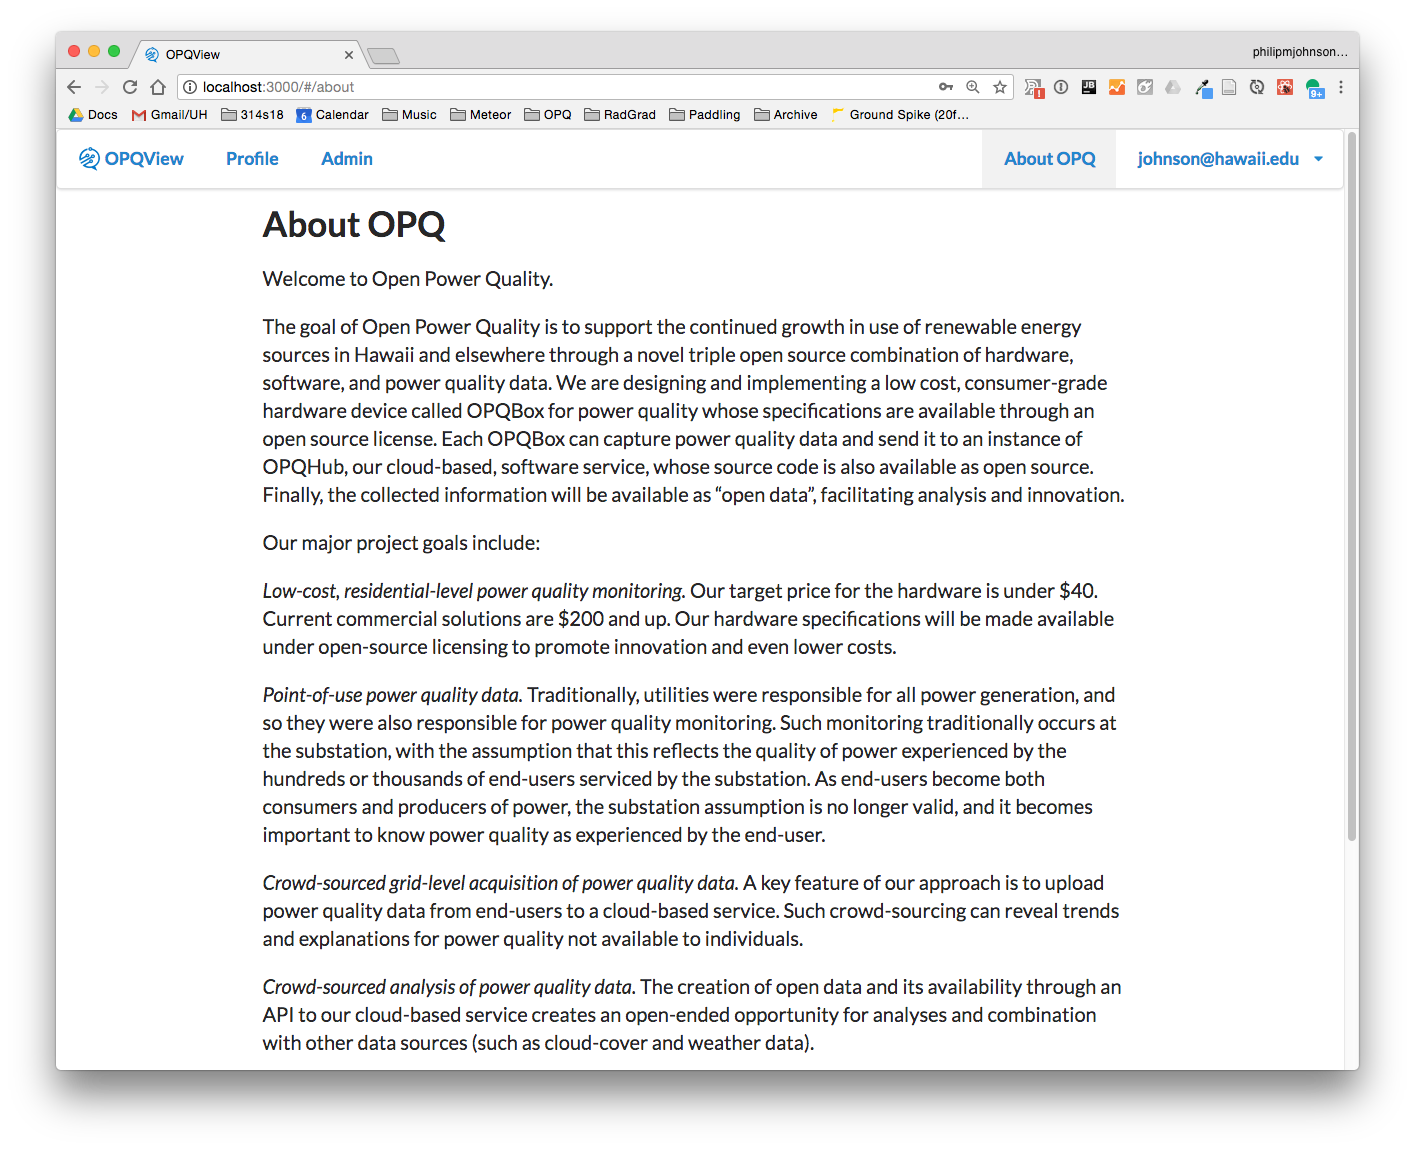 OPQView
philipmjohnson...
localhost:3000/#/about
Docs Gmail/UH 314s18 6 Calendar Music Meteor OPQ RadGrad Paddling Archive Ground Spike (20f...
JB
9+
OPQView Profile Admin About OPQ johnson@hawaii.edu
About OPQ
Welcome to Open Power Quality.
The goal of Open Power Quality is to support the continued growth in use of renewable energy
sources in Hawaii and elsewhere through a novel triple open source combination of hardware,
software, and power quality data. We are designing and implementing a low cost, consumer-grade
hardware device called OPQBox for power quality whose specifications are available through an
open source license. Each OPQBox can capture power quality data and send it to an instance of
OPQHub, our cloud-based, software service, whose source code is also available as open source.
Finally, the collected information will be available as “open data”, facilitating analysis and innovation.
Our major project goals include:
Low-cost, residential-level power quality monitoring. Our target price for the hardware is under $40.
Current commercial solutions are $200 and up. Our hardware specifications will be made available
under open-source licensing to promote innovation and even lower costs.
Point-of-use power quality data. Traditionally, utilities were responsible for all power generation, and
so they were also responsible for power quality monitoring. Such monitoring traditionally occurs at
the substation, with the assumption that this reflects the quality of power experienced by the
hundreds or thousands of end-users serviced by the substation. As end-users become both
consumers and producers of power, the substation assumption is no longer valid, and it becomes
important to know power quality as experienced by the end-user.
Crowd-sourced grid-level acquisition of power quality data. A key feature of our approach is to upload
power quality data from end-users to a cloud-based service. Such crowd-sourcing can reveal trends
and explanations for power quality not available to individuals.
Crowd-sourced analysis of power quality data. The creation of open data and its availability through an
API to our cloud-based service creates an open-ended opportunity for analyses and combination
with other data sources (such as cloud-cover and weather data).